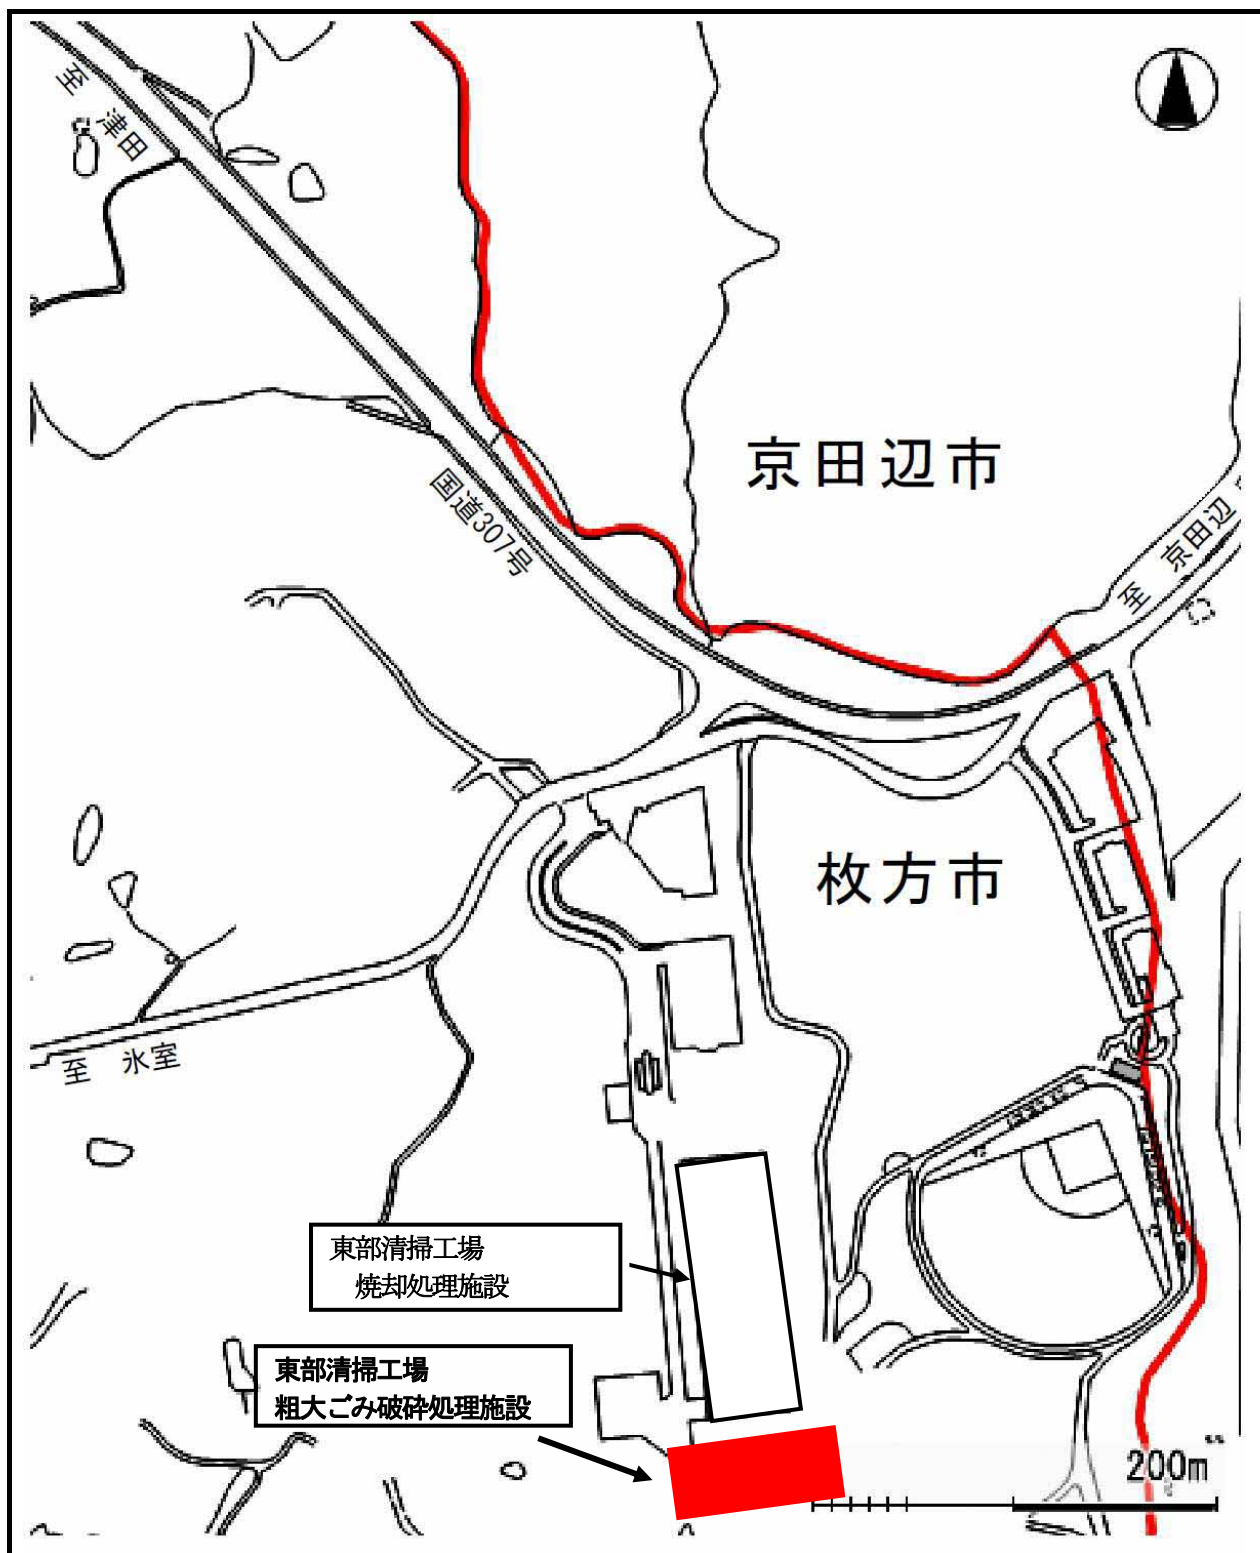 至 津田
京田辺市
国道307号
至 京田辺
枚方市
至 氷室
東部清掃工場
焼却処理施設
東部清掃工場
粗大ごみ破砕処理施設
200m